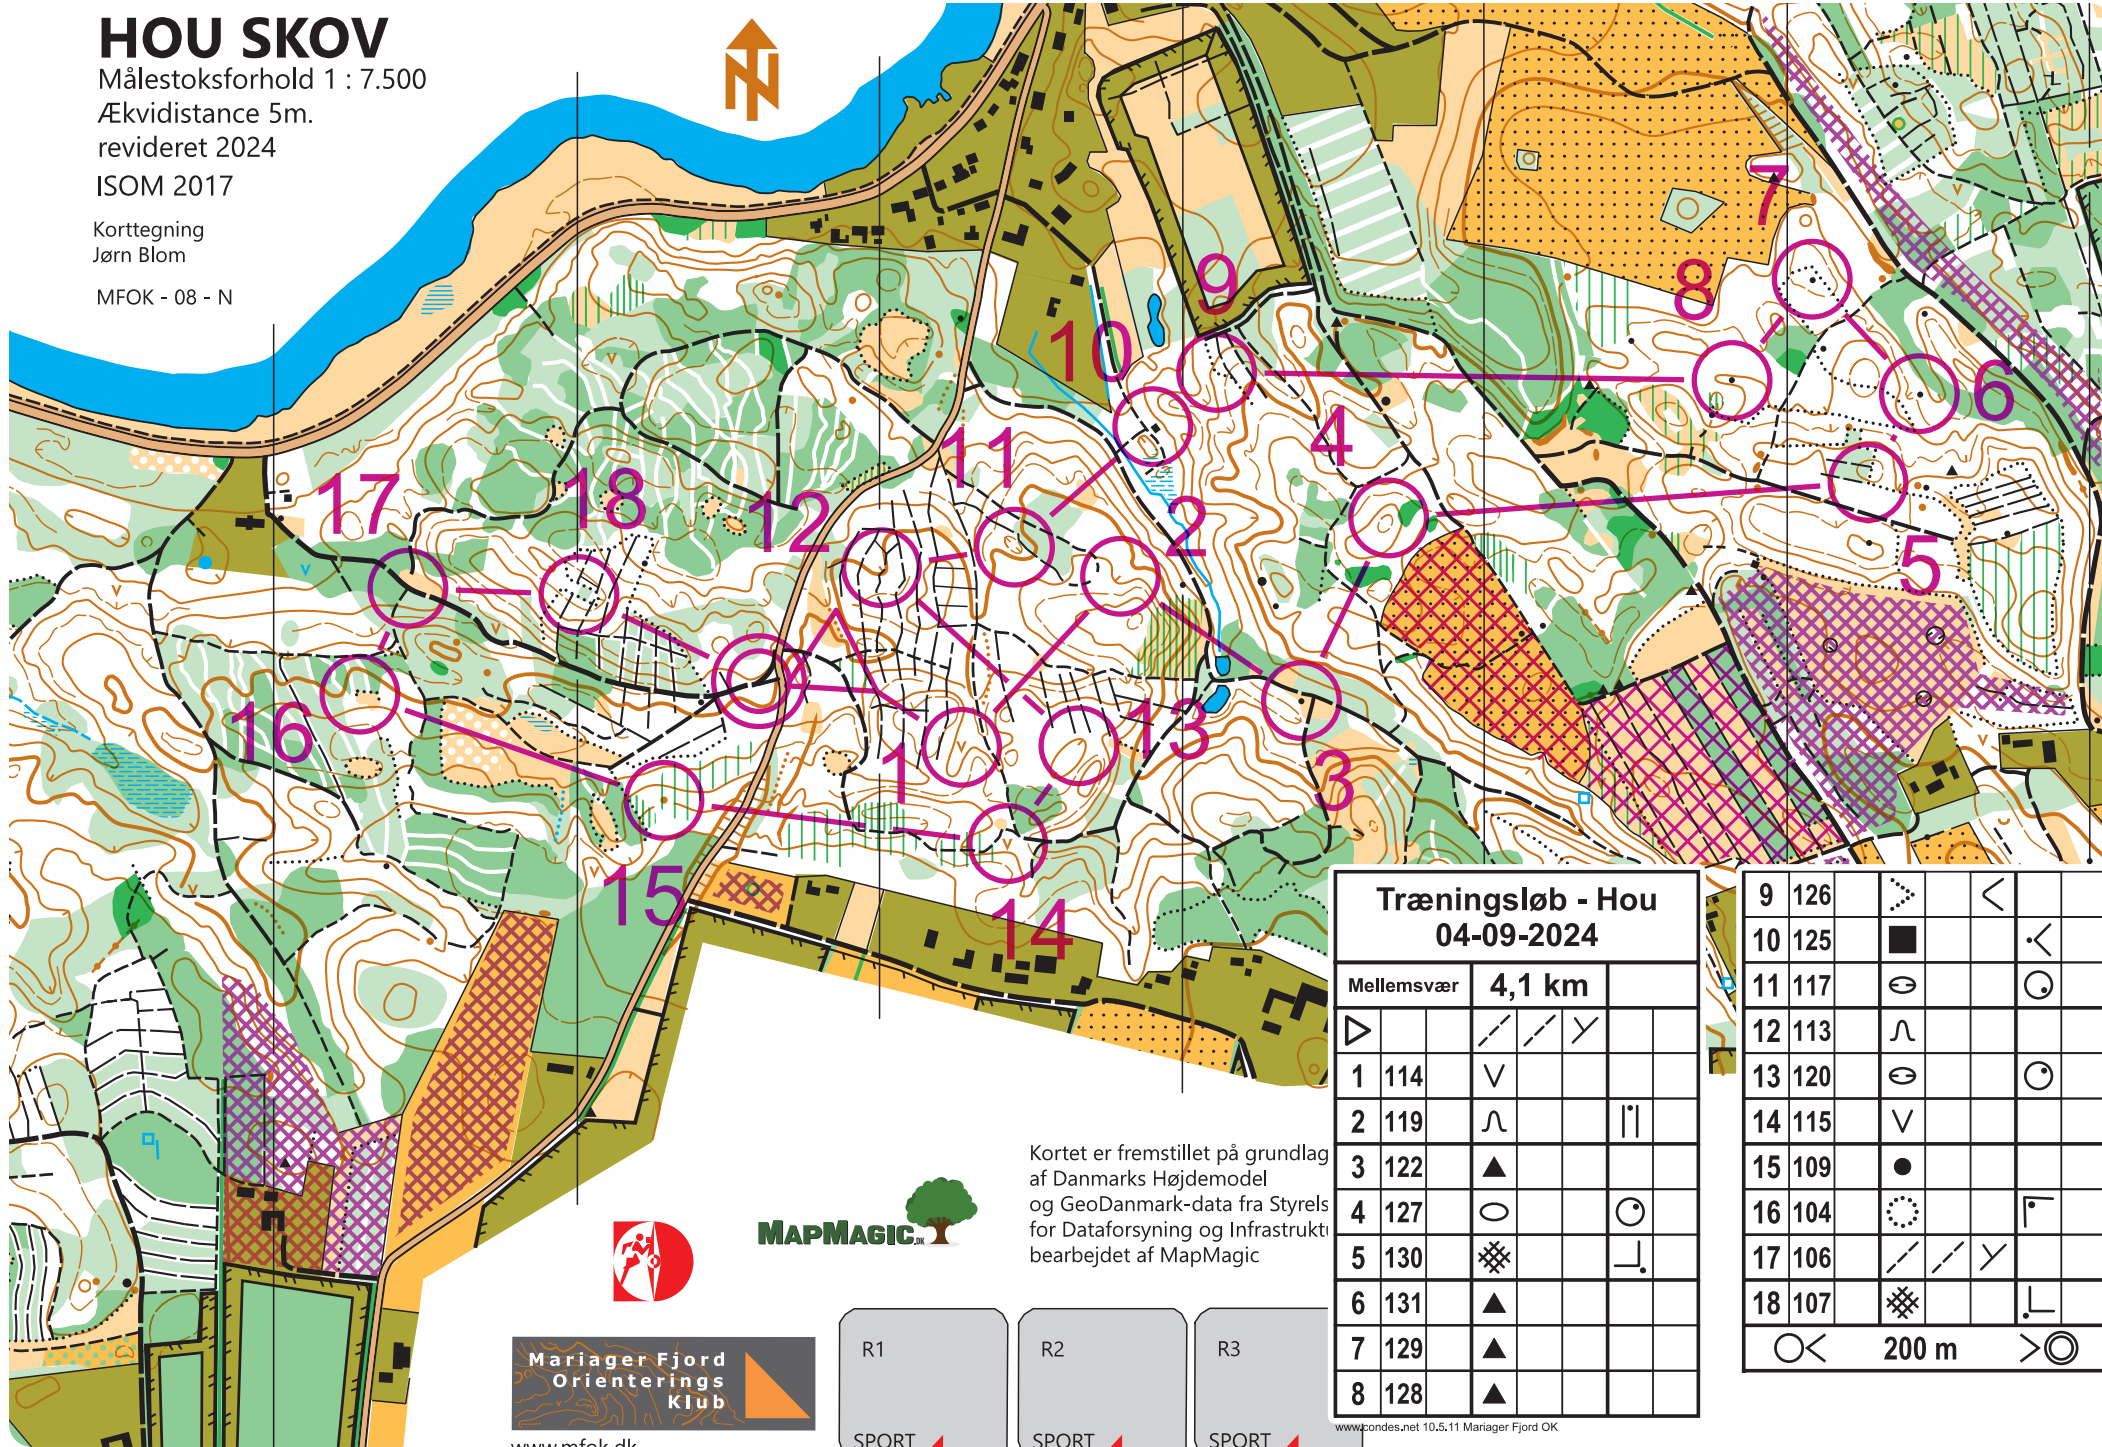 HOU SKOV
Målestoksforhold 1 : 7.500
Ækvidistance 5m.
revideret 2024
ISOM 2017
Korttegning
Jørn Blom
MFOK - 08 - N
N
7
8
9
10
6
4
11
17
18
12
2
5
16
1
13
3
15
14
Træningsløb - Hou
04-09-2024
Mellemsvær 4,1 km
1 114
2 119
3 122
4 127
5 130
6 131
7 129
8 128
9 126
10 125
11 117
12 113
13 120
14 115
15 109
16 104
17 106
18 107
200 m
www.condes.net 10.5.11 Mariager Fjord OK
Kortet er fremstillet på grundlag
af Danmarks Højdemodel
og GeoDanmark-data fra Styrels
for Dataforsyning og Infrastruktu
bearbejdet af MapMagic
MAPMAGIC.DK
Mariager Fjord
Orienterings
Klub
www.mfok.dk
R1
R2
R3
SPORT
SPORT
SPORT